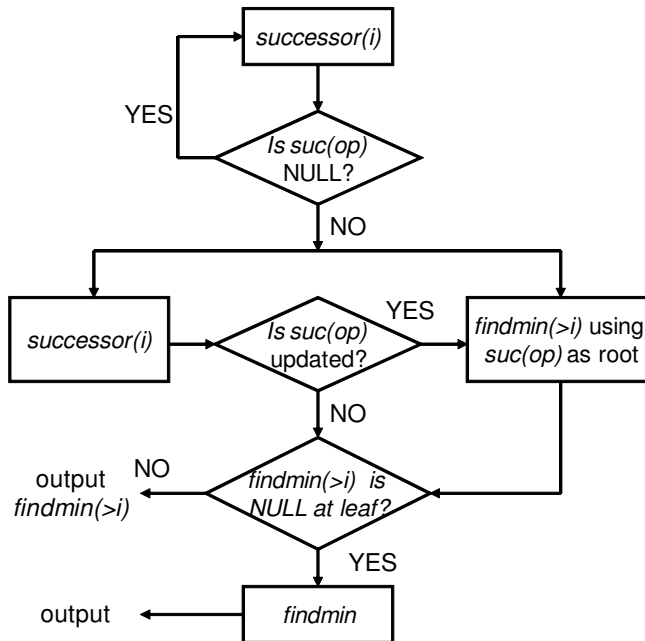 successor(i)
YES
Is suc(op)
NULL?
NO
successor(i)
Is suc(op)
updated?
YES
findmin(>i) using
suc(op) as root
NO
output
findmin(>i)
NO
findmin(>i) is
NULL at leaf?
YES
output
findmin